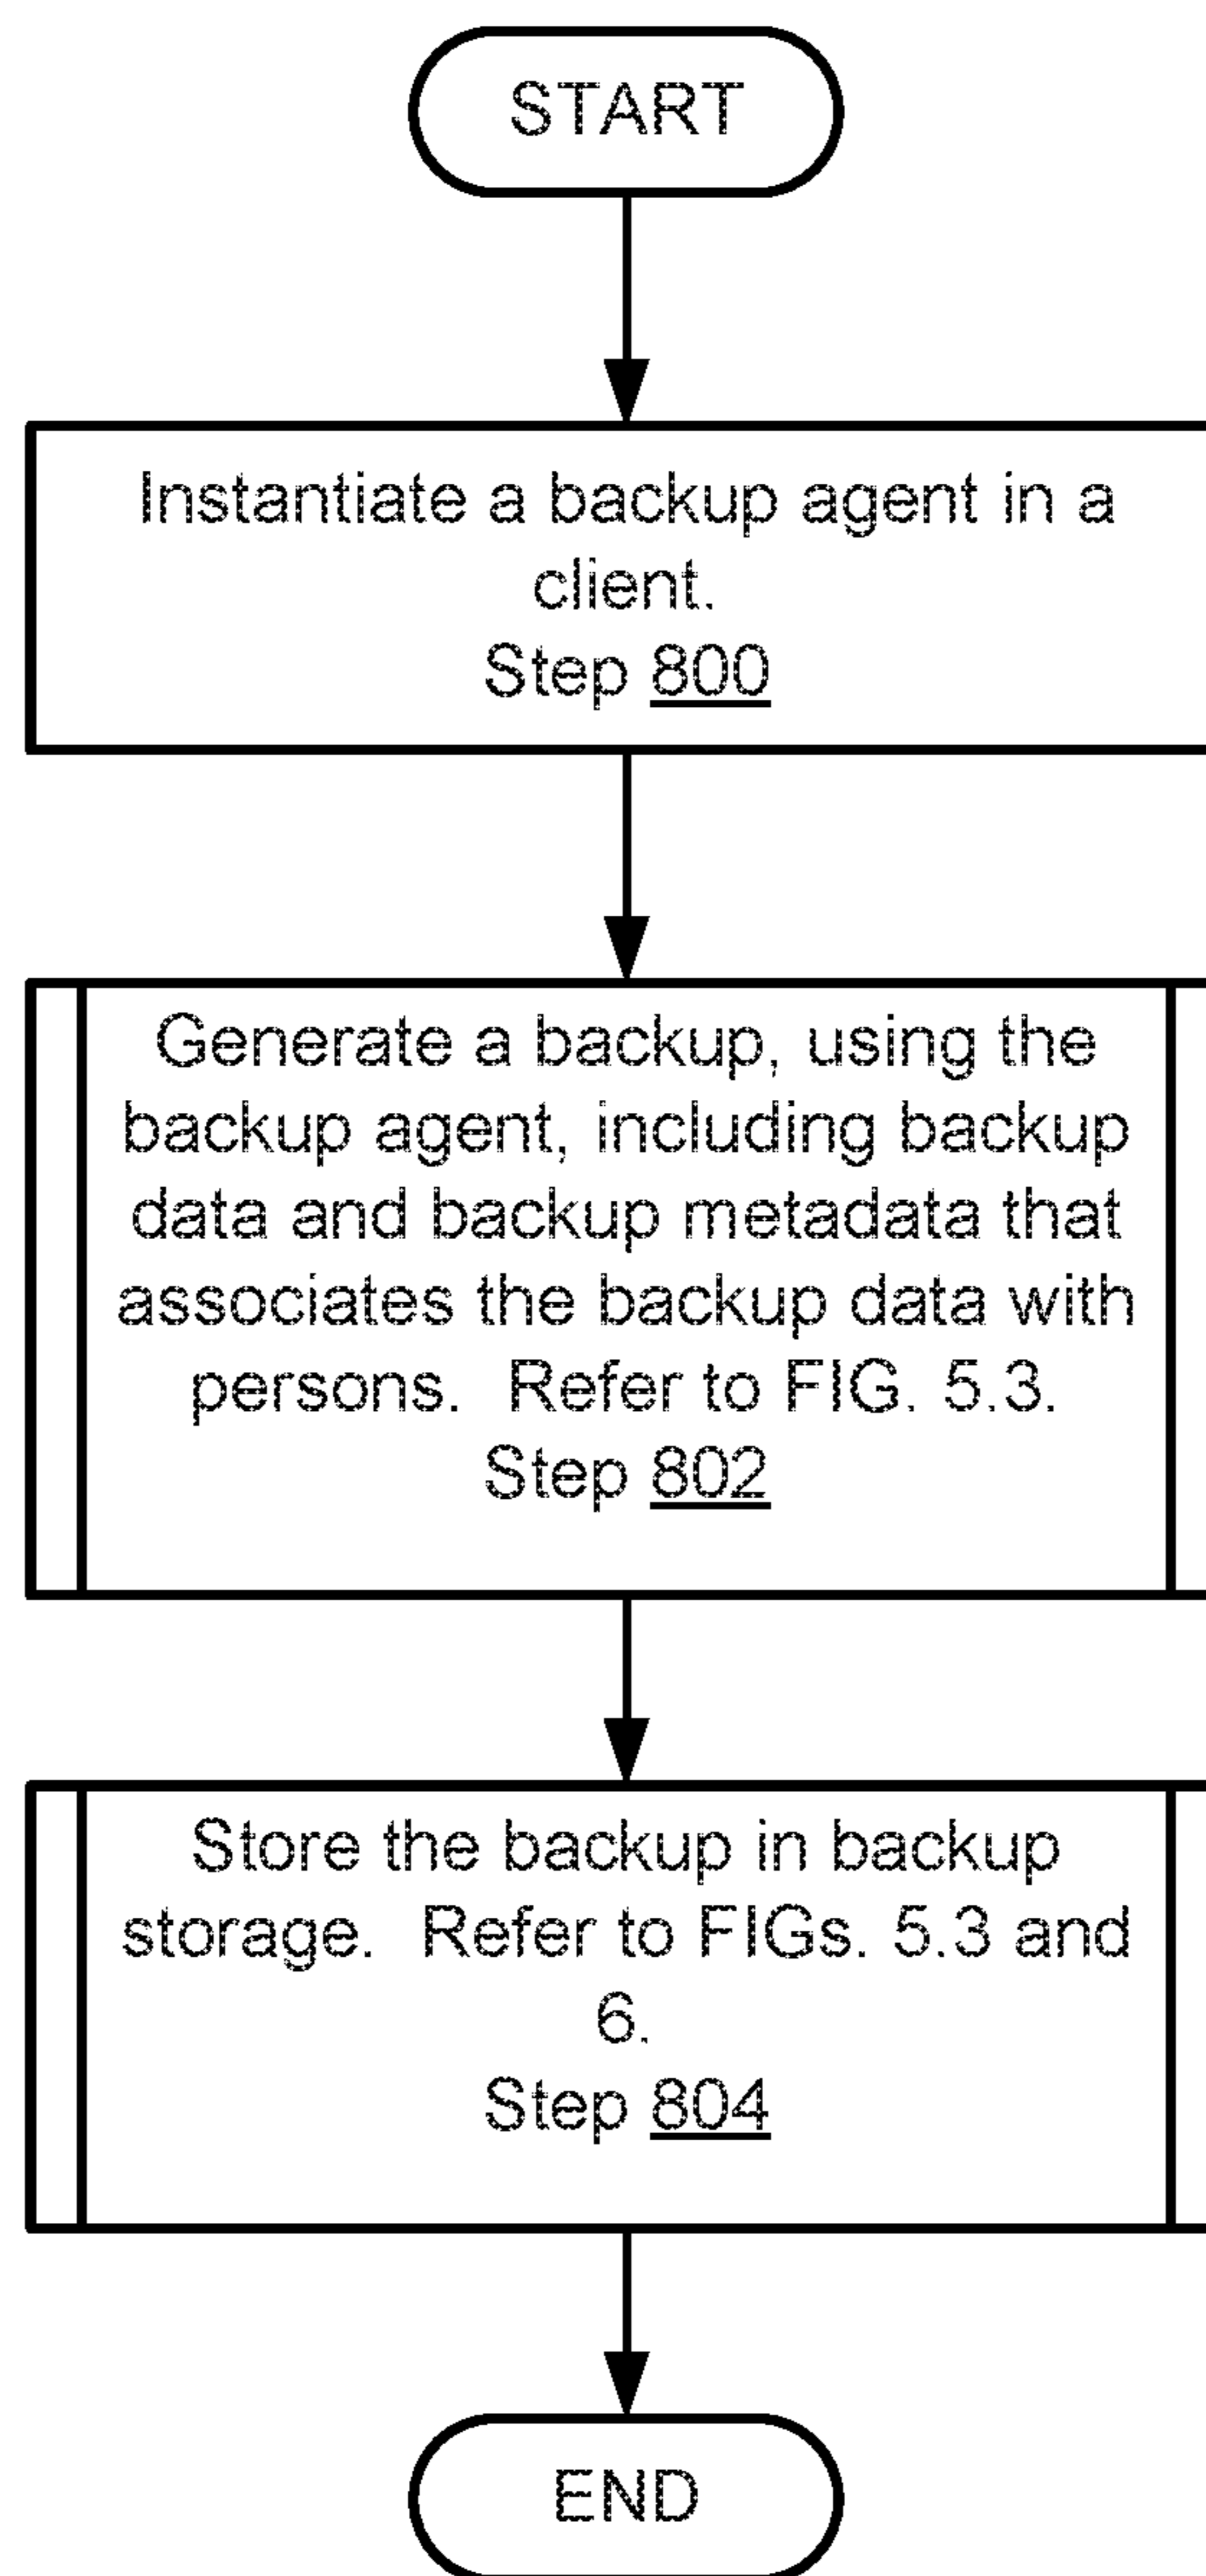 START
Instantiate a backup agent in a
client.
Step 800
Generate a backup, using the
backup agent, including backup
data and backup metadata that
associates the backup data with
persons. Refer to FIG. 5.3.
Step 802
Store the backup in backup
storage. Refer to FIGs. 5.3 and
6.
Step 804
END